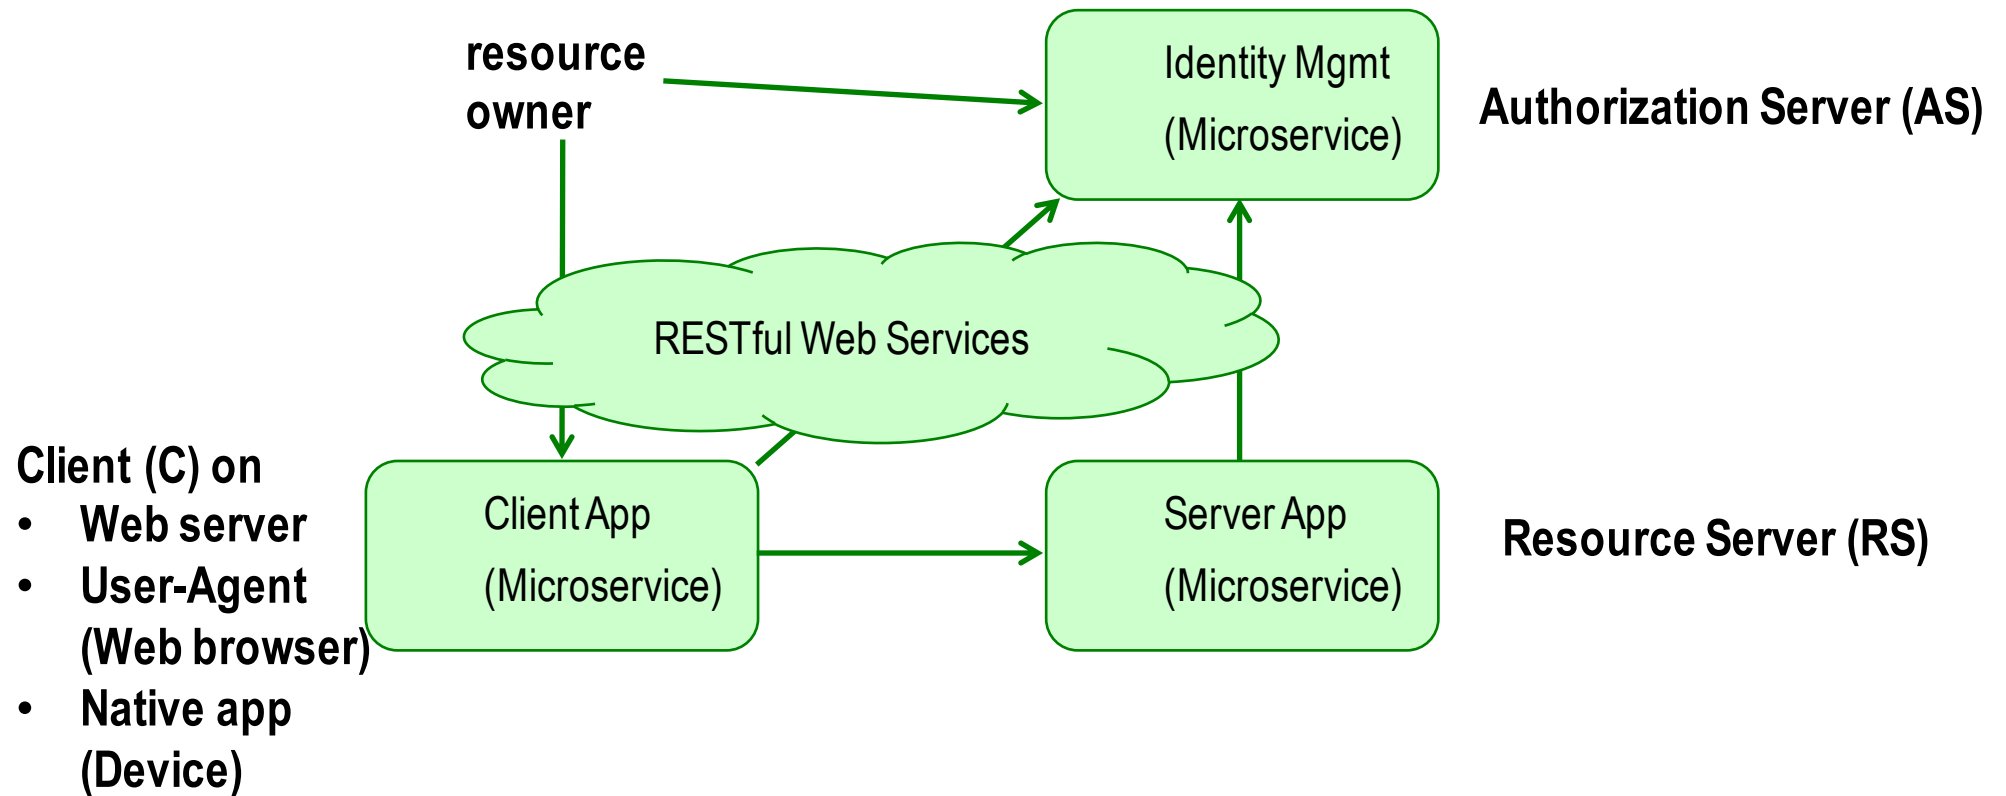 resource
owner
Identity Mgmt
(Microservice)
Authorization Server (AS)
RESTful Web Services
Client (C) on
• Web server
• User-Agent
(Web browser)
• Native app
(Device)
Client App
(Microservice)
Server App
(Microservice)
Resource Server (RS)